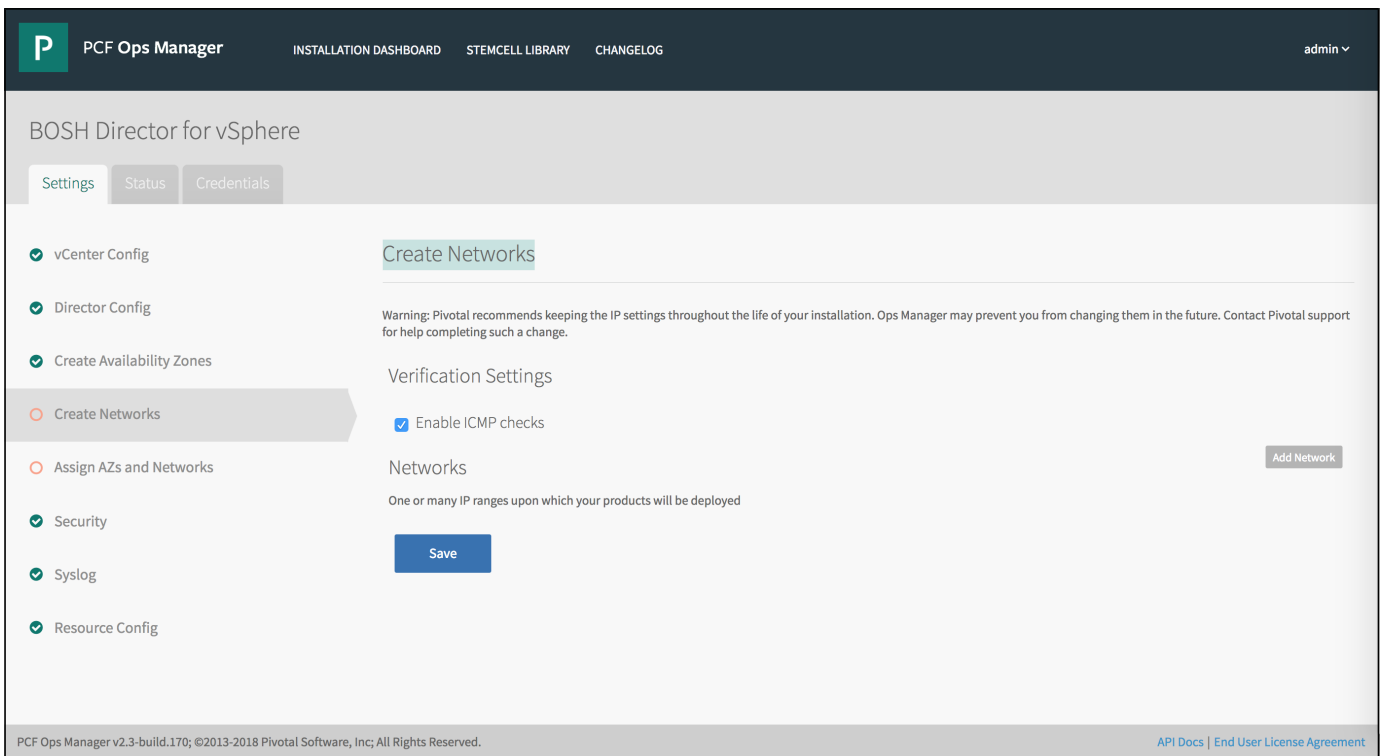 P PCF Ops Manager INSTALLATION DASHBOARD STEMCELL LIBRARY CHANGELOG admin
BOSH Director for vSphere
Settings Status Credentials
vCenter Config
Director Config
Create Availability Zones
Create Networks
Assign AZs and Networks
Security
Syslog
Resource Config
Create Networks
Warning: Pivotal recommends keeping the IP settings throughout the life of your installation. Ops Manager may prevent you from changing them in the future. Contact Pivotal support
for help completing such a change.
Verification Settings
Enable ICMP checks
Networks
Add Network
One or many IP ranges upon which your products will be deployed
Save
PCF Ops Manager v2.3-build.170; ©2013-2018 Pivotal Software, Inc; All Rights Reserved.
API Docs | End User License Agreement